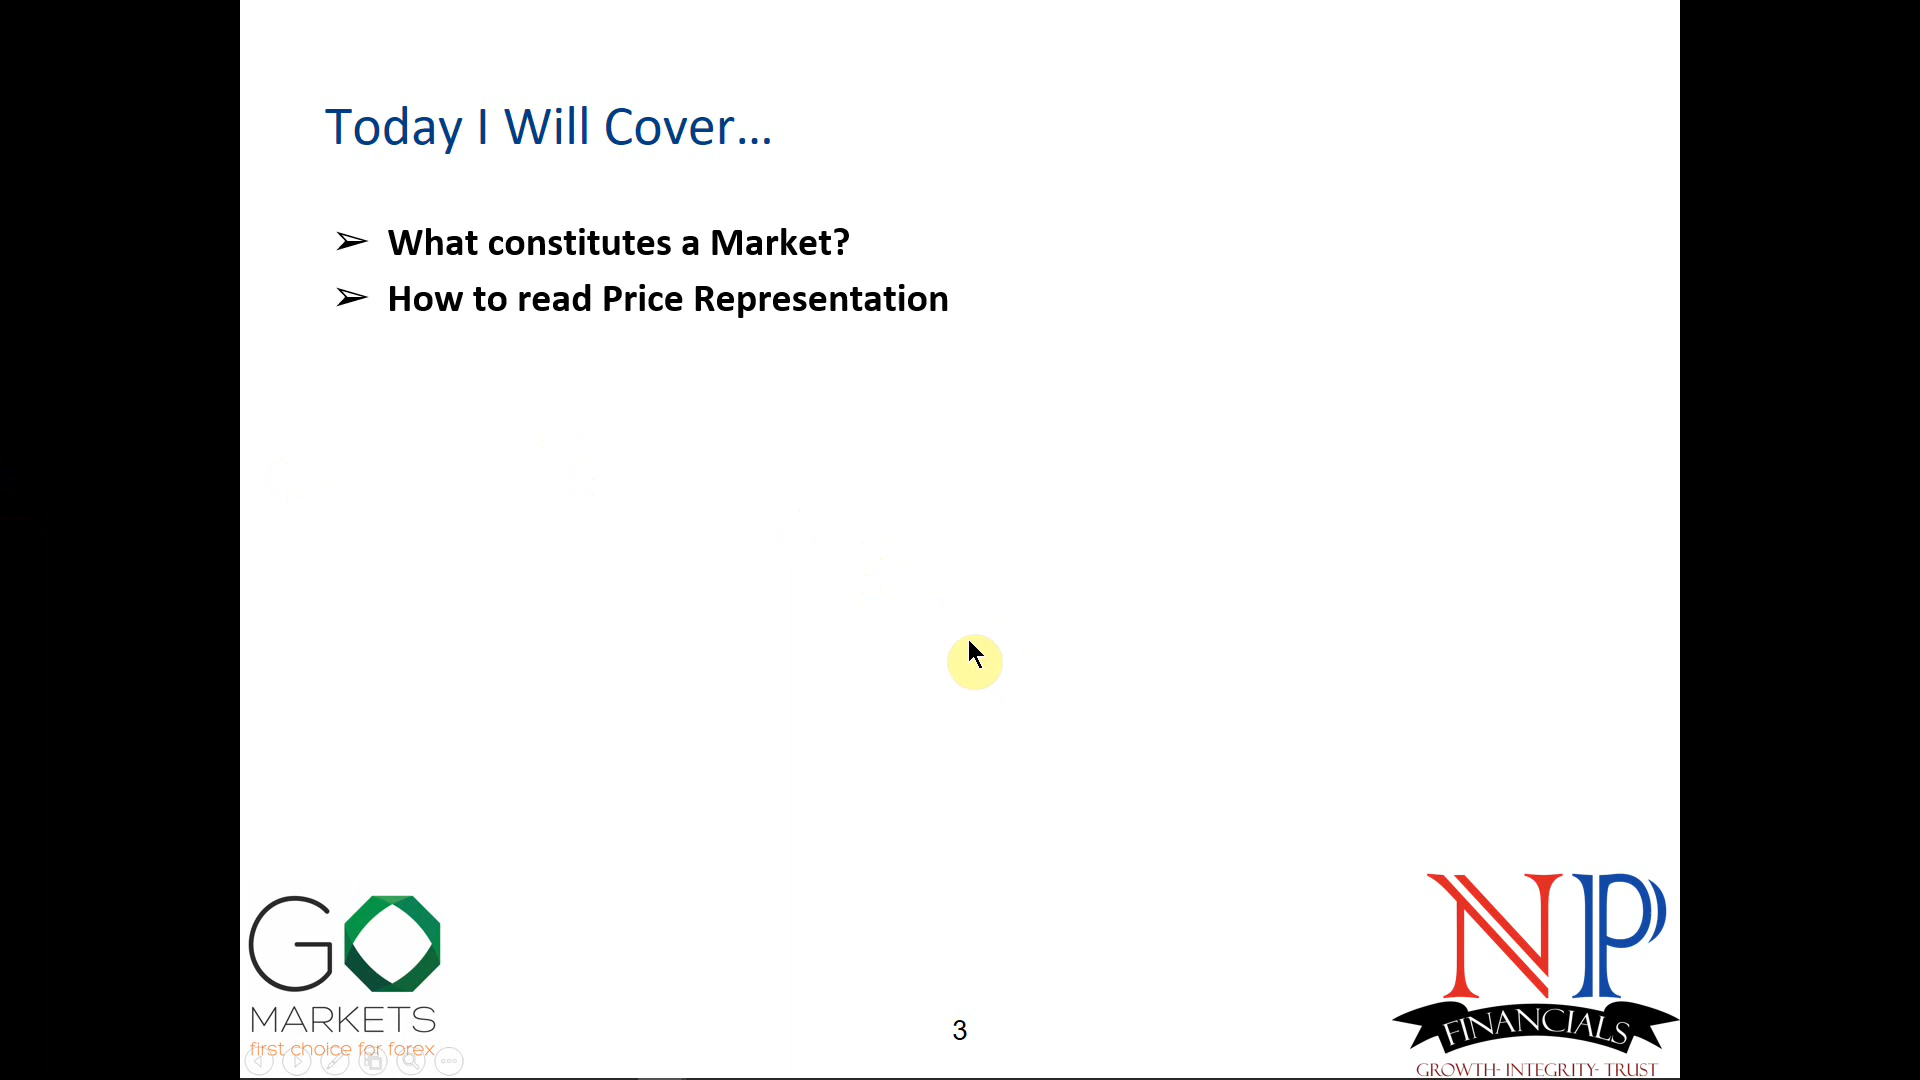 Today I Will Cover...
➢ What constitutes a Market?
➢ How to read Price Representation
GO
MARKETS
first choice for forex
3
NP
FINANCIALS
GROWTH- INTEGRITY- TRUST